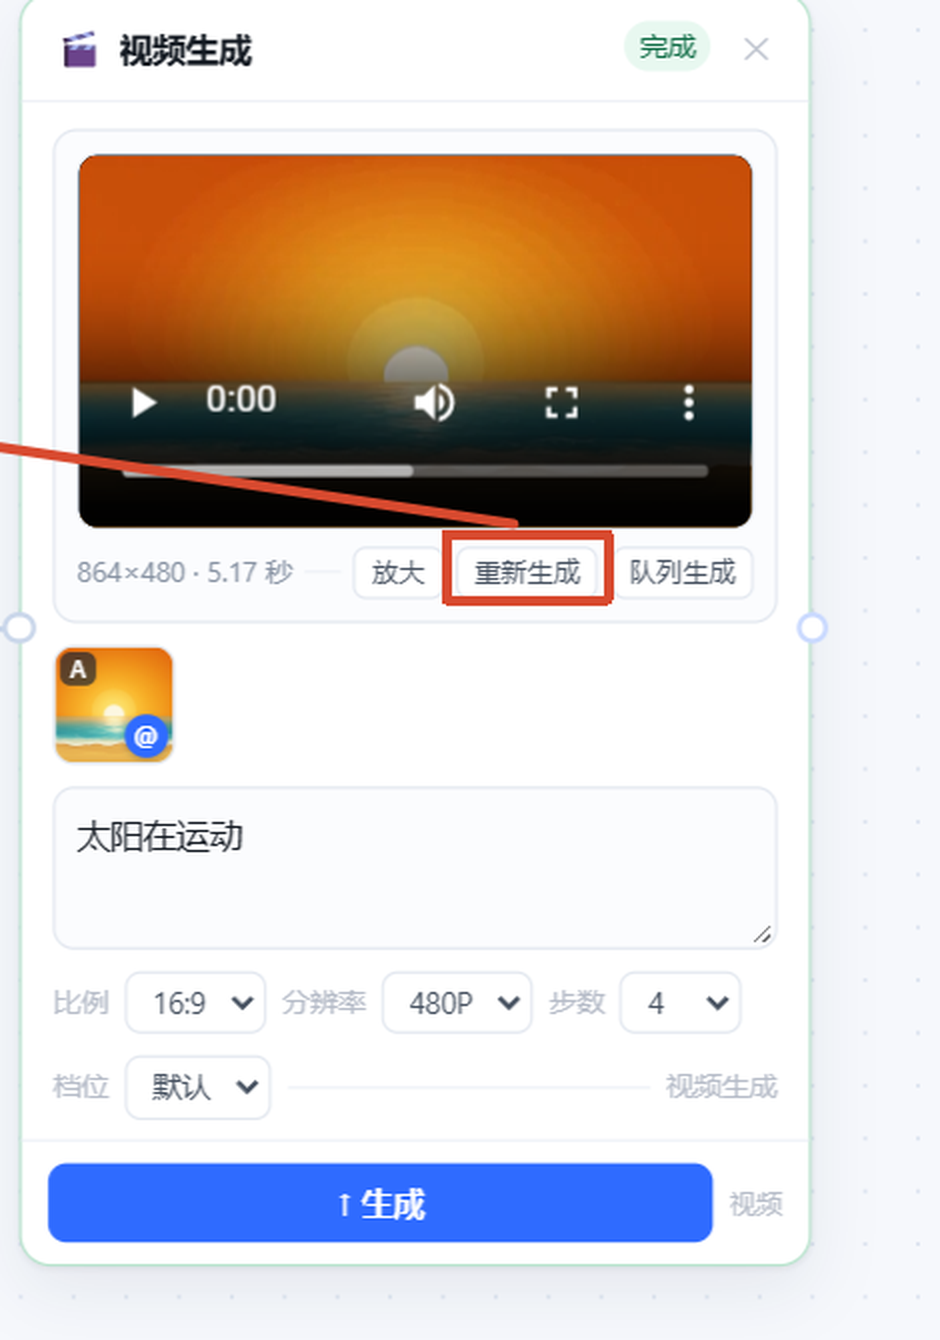 视频生成 完成
0:00
864×480 · 5.17 秒 放大 重新生成 队列生成
A
@
太阳在运动
比例 16:9 分辨率 480P 步数 4
档位 默认 视频生成
↑ 生成 视频